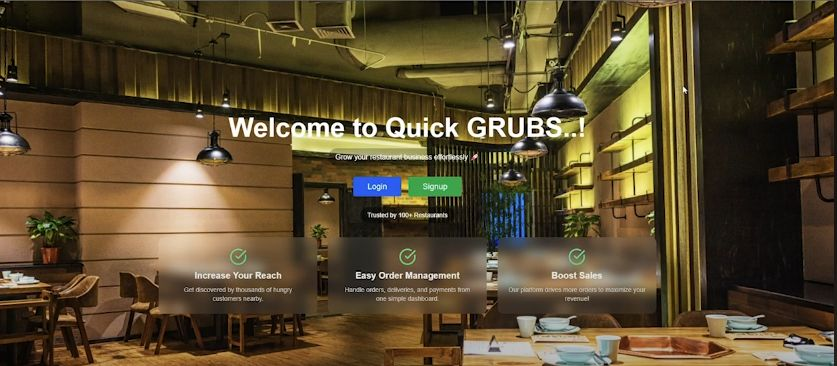 Welcome to Quick GRUBS..!
Grow your restaurant business effortlessly 🚀
Login Signup
Trusted by 100+ Restaurants
Increase Your Reach
Get discovered by thousands of hungry
customers nearby.
Easy Order Management
Handle orders, deliveries, and payments from
one simple dashboard.
Boost Sales
Our platform drives more orders to maximize your
revenue!